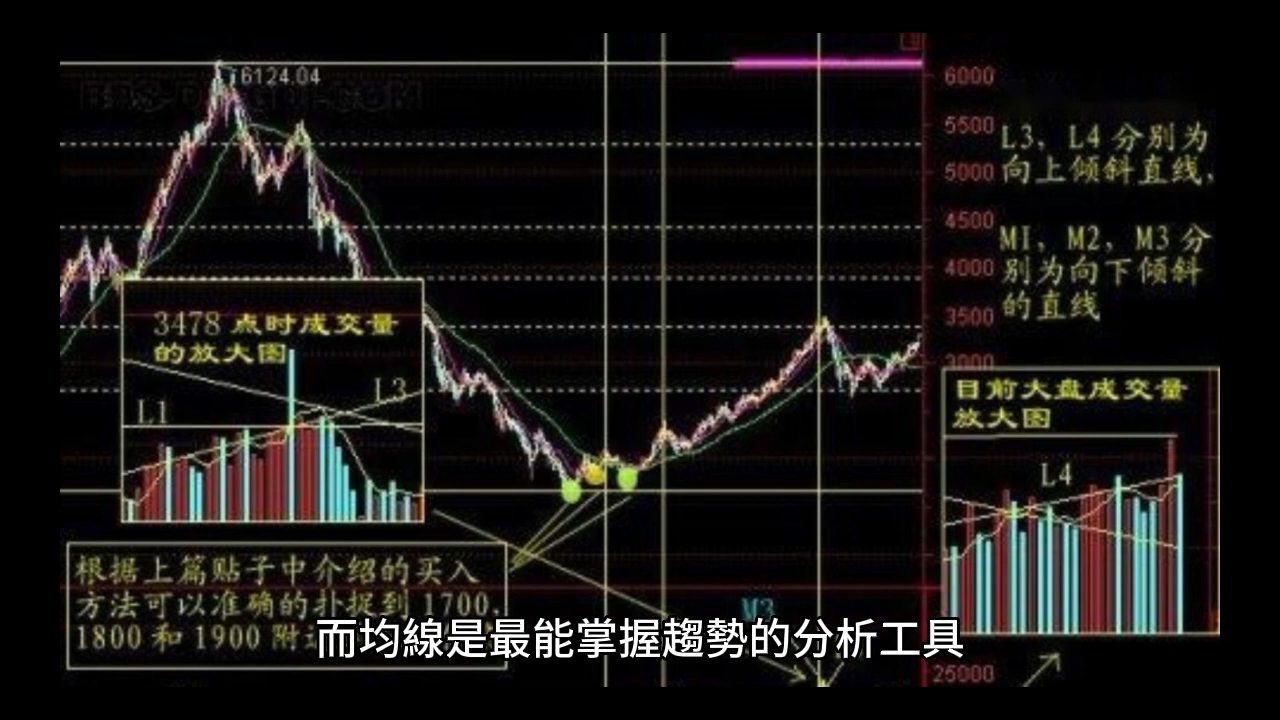 6124.04
6000
5500
5000
4500
4000
3500
3000
L3, L4 分别为
向上倾斜直线,
M1, M2, M3 分
别为向下倾斜
的直线
3478 点时成交量
的放大图
L3
L1
目前大盘成交量
放大图
L4
根据上篇贴子中介绍的买入
方法可以准确的扑捉到 1700,
1800 和 1900 附
M3
而均線是最能掌握趨勢的分析工具
25000